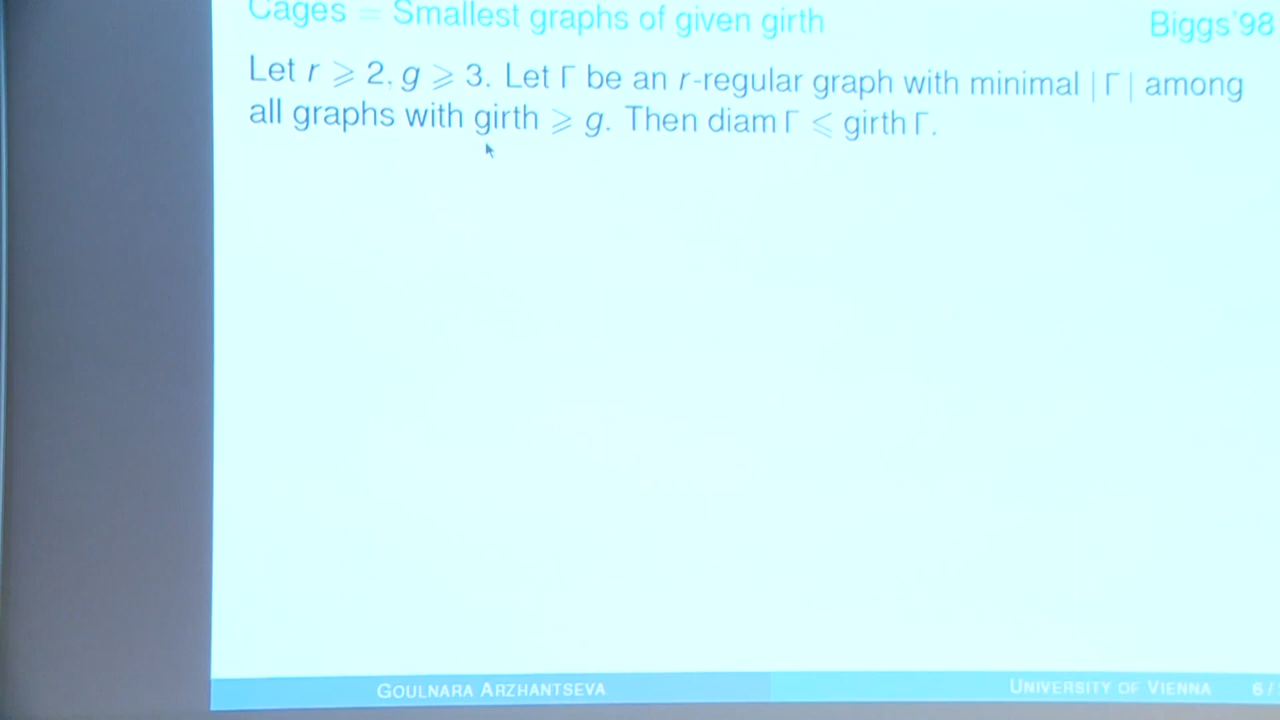 Cages = Smallest graphs of given girth Biggs'98
Let r ⩾ 2, g ⩾ 3. Let Γ be an r-regular graph with minimal | Γ | among
all graphs with girth ⩾ g. Then diam Γ ⩽ girth Γ.
GOULNARA ARZHANTSEVA UNIVERSITY OF VIENNA 6 /